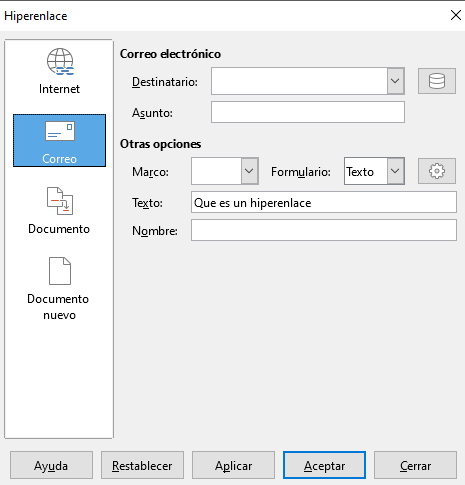 Hiperenlace
Internet
Correo
Documento
Documento
nuevo
Correo electrónico
Destinatario:
Asunto:
Otras opciones
Marco:
Formulario: Texto
Texto: Que es un hiperenlace
Nombre:
Ayuda Restablecer Aplicar Aceptar Cerrar